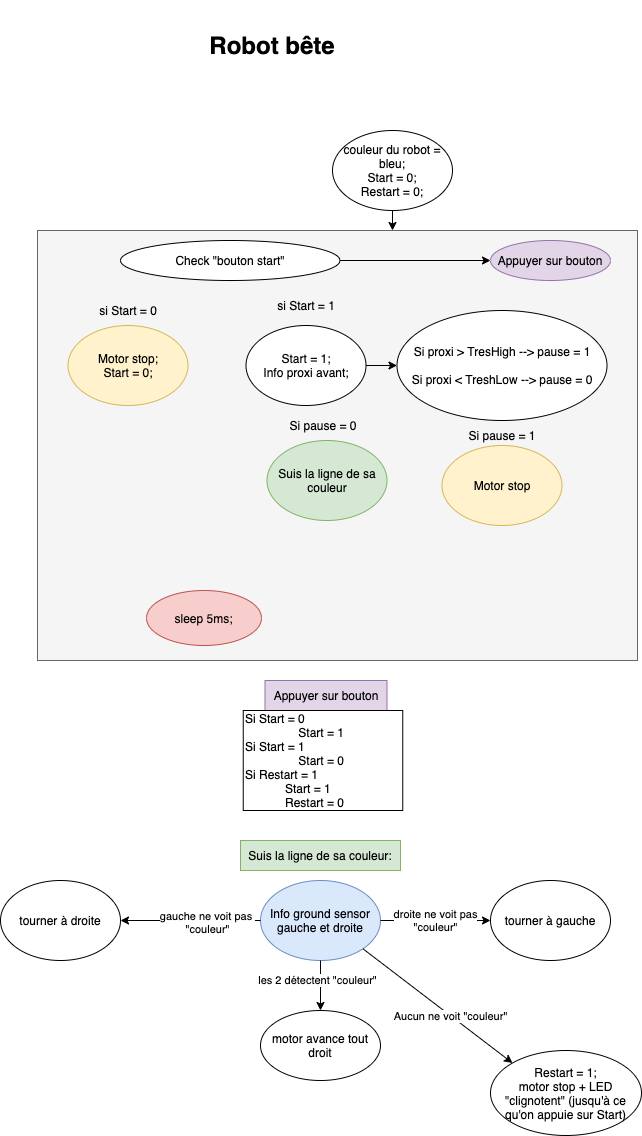 Robot bête
couleur du robot =
bleu;
Start = 0;
Restart = 0;
Check "bouton start"
Appuyer sur bouton
si Start = 0
si Start = 1
Motor stop;
Start = 0;
Start = 1;
Info proxi avant;
Si proxi > TresHigh --> pause = 1
Si proxi < TreshLow --> pause = 0
Si pause = 0
Si pause = 1
Suis la ligne de sa
couleur
Motor stop
sleep 5ms;
Appuyer sur bouton
Si Start = 0
Start = 1
Si Start = 1
Start = 0
Si Restart = 1
Start = 1
Restart = 0
Suis la ligne de sa couleur:
tourner à droite
gauche ne voit pas
"couleur"
Info ground sensor
gauche et droite
droite ne voit pas
"couleur"
tourner à gauche
les 2 détectent "couleur"
Aucun ne voit "couleur"
motor avance tout
droit
Restart = 1;
motor stop + LED
"clignotent" (jusqu'à ce
qu'on appuie sur Start)